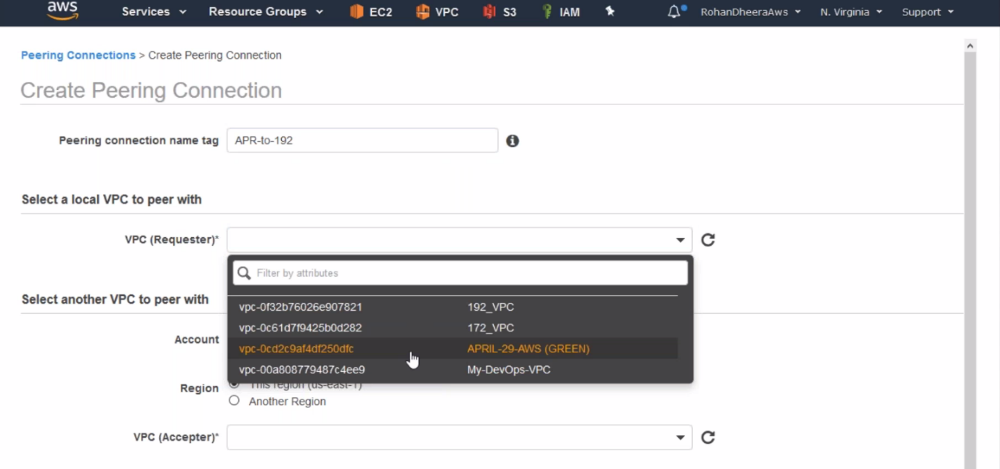 aws Services Resource Groups EC2 VPC S3 IAM RohanDheeraAws N. Virginia Support
Peering Connections > Create Peering Connection
Create Peering Connection
Peering connection name tag APR-to-192
Select a local VPC to peer with
VPC (Requester)*
Filter by attributes
vpc-0f32b76026e907821 192_VPC
vpc-0c61d7f9425b0d282 172_VPC
vpc-0cd2c9af4df250dfc APRIL-29-AWS (GREEN)
vpc-00a808779487c4ee9 My-DevOps-VPC
Select another VPC to peer with
Account
Region This region (us-east-1)
Another Region
VPC (Accepter)*